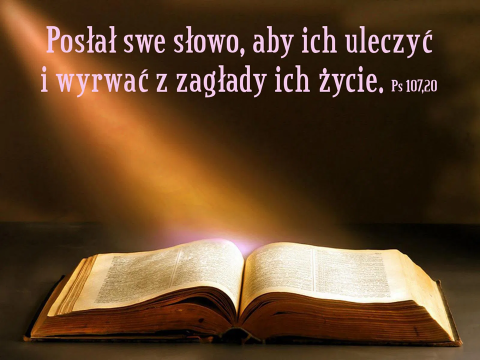 Posłał swe słowo, aby ich uleczyć
i wyrwać z zagłady ich życie. Ps 107,20